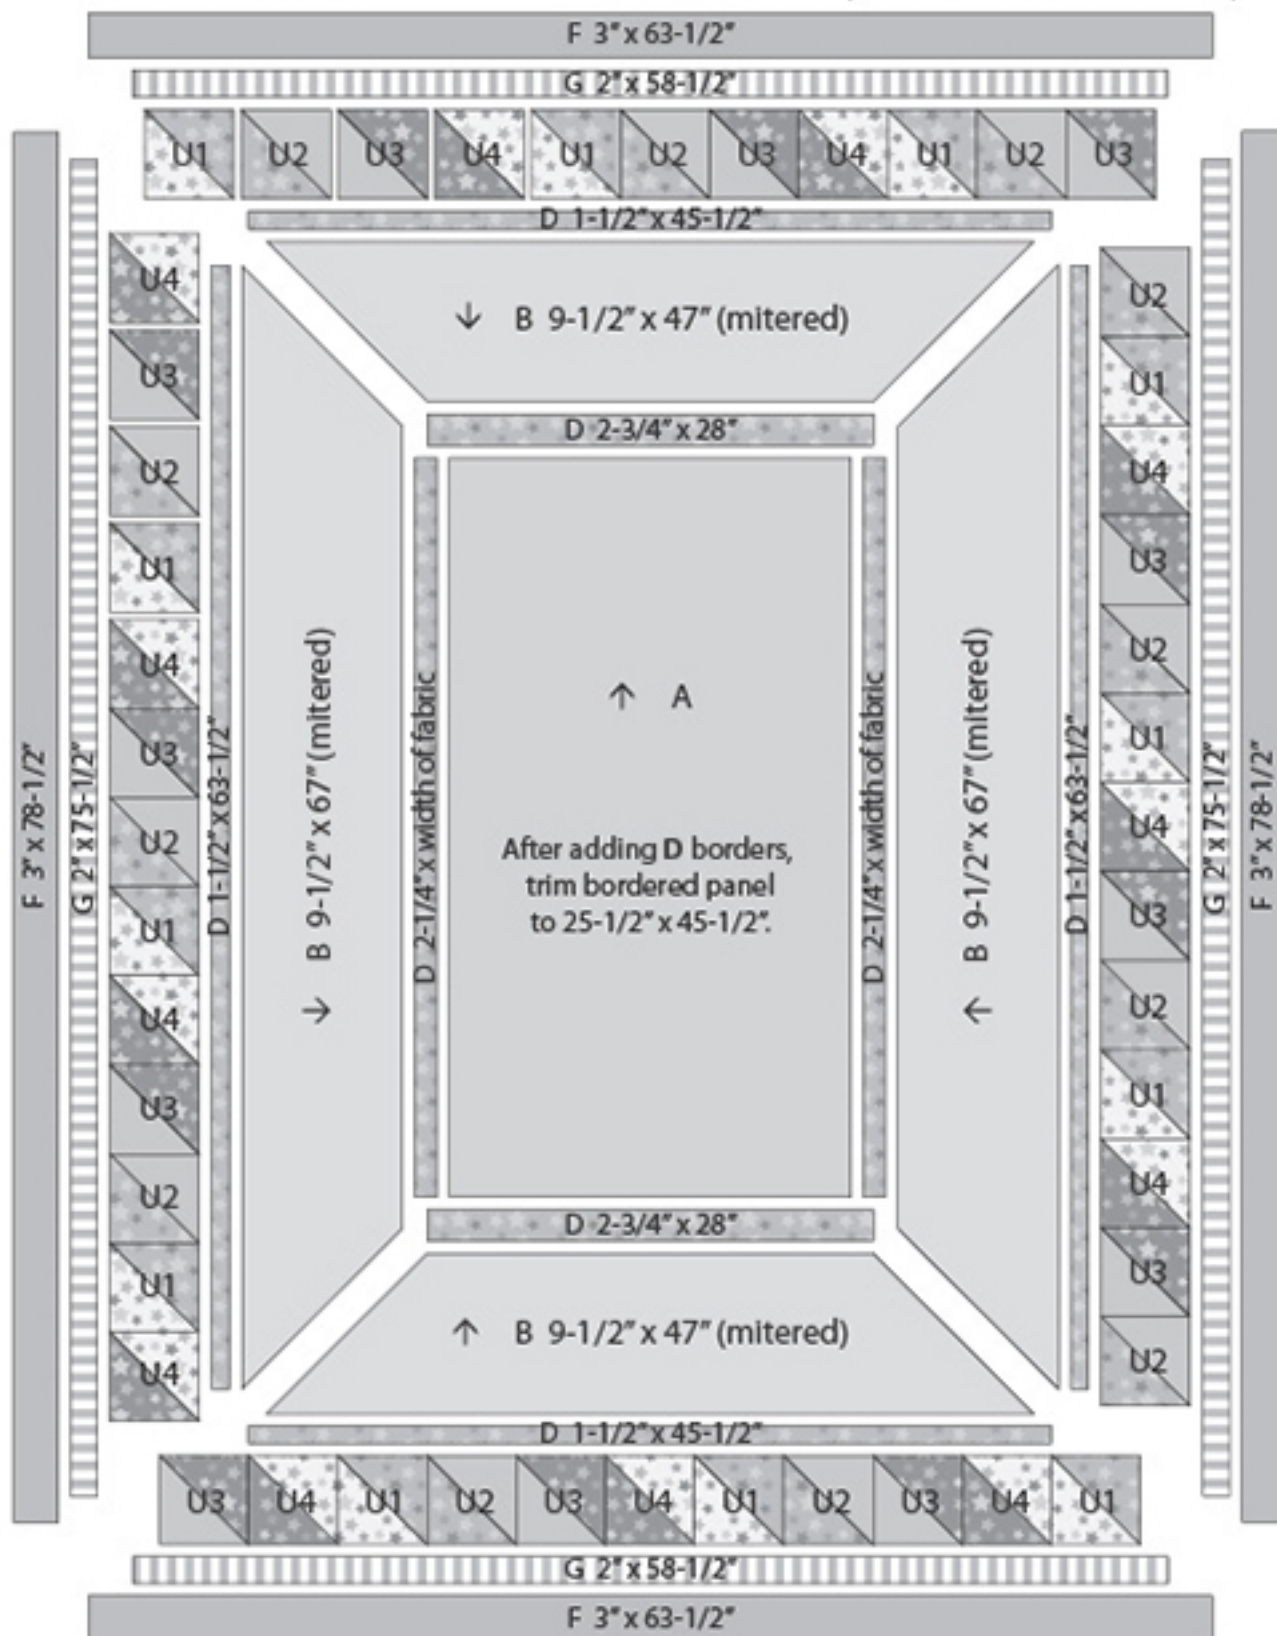 F 3" x 63-1/2"
G 2" x 58-1/2"
U1 U2 U3 U4 U1 U2 U3 U4 U1 U2 U3
D 1-1/2" x 45-1/2"
↓ B 9-1/2" x 47" (mitered)
D 2-3/4" x 28"
F 3" x 78-1/2"
G 2" x 75-1/2"
U4
U3
U2
U1
U4
U3
U2
U1
U4
U3
U2
U1
U4
D 1-1/2" x 63-1/2"
B 9-1/2" x 67" (mitered)
→
D 2-1/4" x width of fabric
↑ A
After adding D borders,
trim bordered panel
to 25-1/2" x 45-1/2".
D 2-1/4" x width of fabric
B 9-1/2" x 67" (mitered)
←
D 1-1/2" x 63-1/2"
U2
U1
U4
U3
U2
U1
U4
U3
U2
U1
U4
U3
U2
G 2" x 75-1/2"
F 3" x 78-1/2"
D 2-3/4" x 28"
↑ B 9-1/2" x 47" (mitered)
D 1-1/2" x 45-1/2"
U3 U4 U1 U2 U3 U4 U1 U2 U3 U4 U1
G 2" x 58-1/2"
F 3" x 63-1/2"